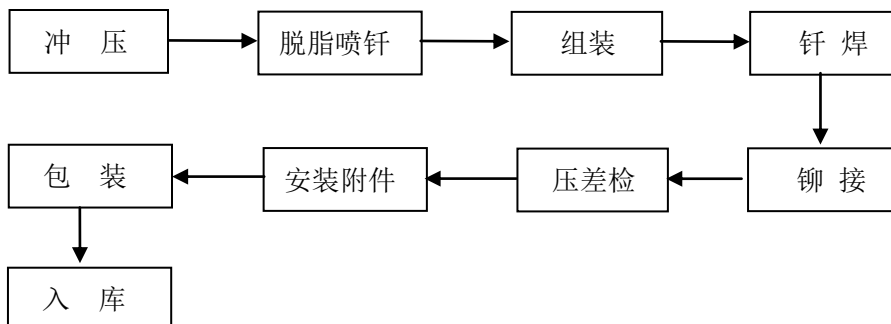 冲 压
脱脂喷钎
组装
钎 焊
铆 接
压差检
安装附件
包 装
入 库